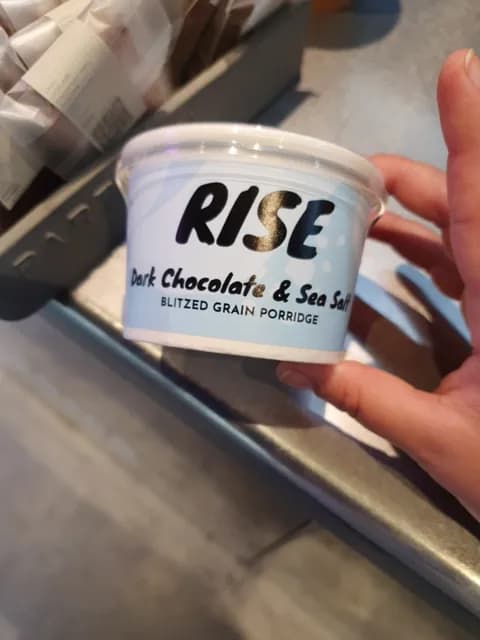 RISE
Dark Chocolate & Sea Salt
BLITZED GRAIN PORRIDGE